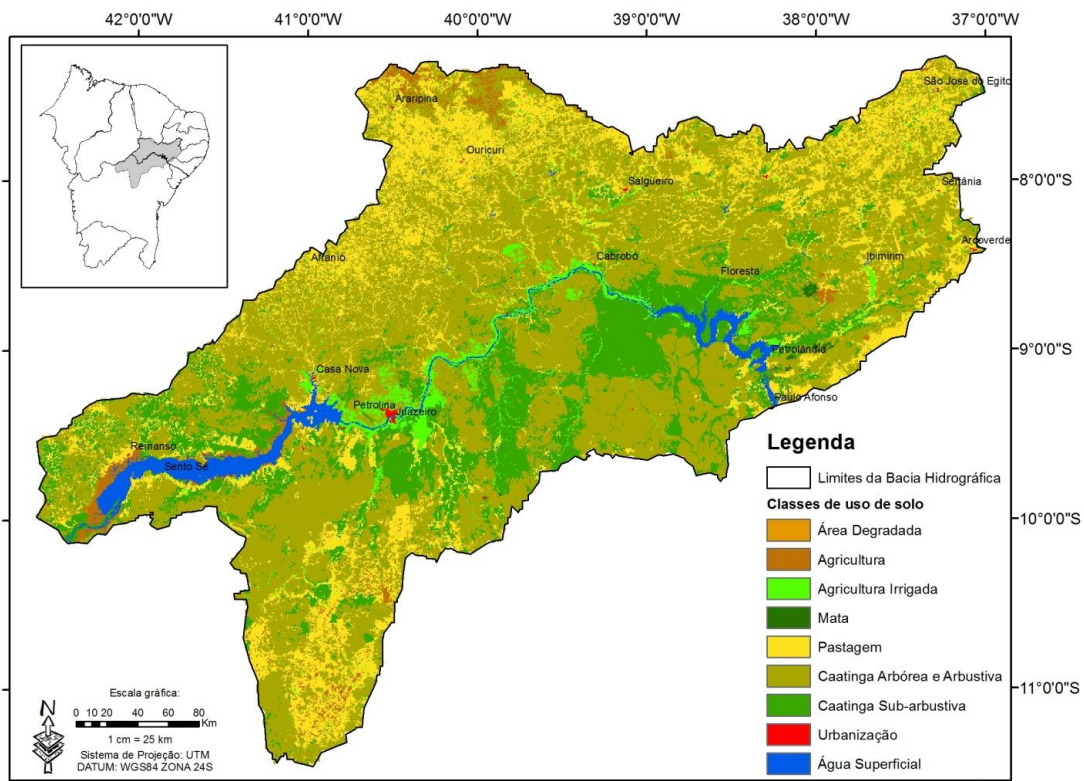 42°0'0"W 41°0'0"W 40°0'0"W 39°0'0"W 38°0'0"W 37°0'0"W
São José do Egito
Araripina
Ouricuri
8°0'0"S
Salgueiro
Sertânia
Arcoverde
Afranio
Cabrobó
Ibimirim
Floresta
9°0'0"S
Petrolândia
Casa Nova
Paulo Afonso
Petrolina
Juazeiro
Remanso
Sento Sé
10°0'0"S
11°0'0"S
Legenda
Limites da Bacia Hidrográfica
Classes de uso de solo
Área Degradada
Agricultura
Agricultura Irrigada
Mata
Pastagem
Caatinga Arbórea e Arbustiva
Caatinga Sub-arbustiva
Urbanização
Água Superficial
N
Escala gráfica:
0 10 20 40 60 80
Km
1 cm = 25 km
Sistema de Projeção: UTM
DATUM: WGS84 ZONA 24S